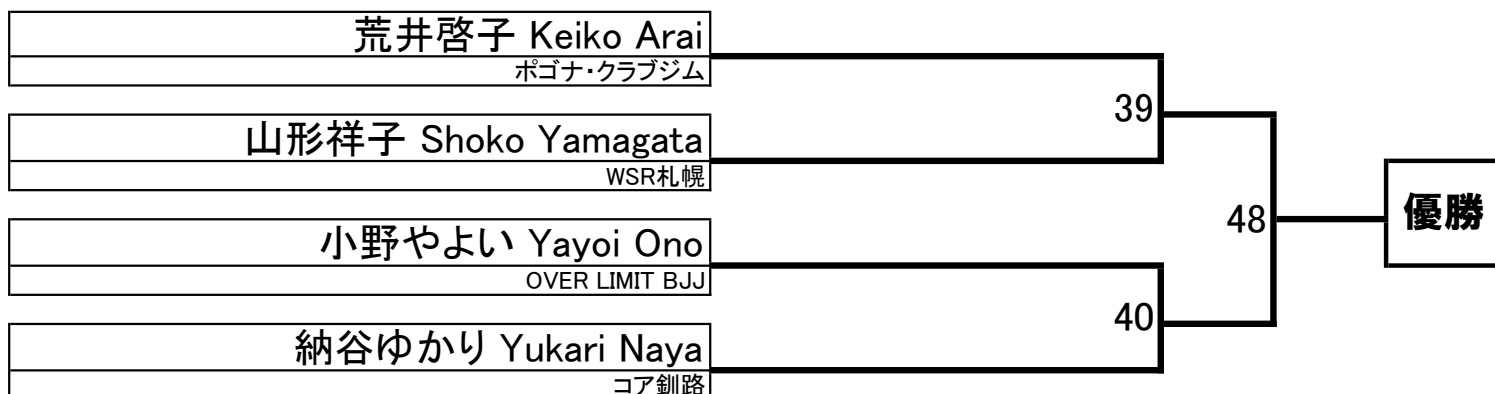 荒井啓子 Keiko Arai
ポゴナ・クラブジム
39
山形祥子 Shoko Yamagata
WSR札幌
48
優勝
小野やよい Yayoi Ono
OVER LIMIT BJJ
40
納谷ゆかり Yukari Naya
コア釧路